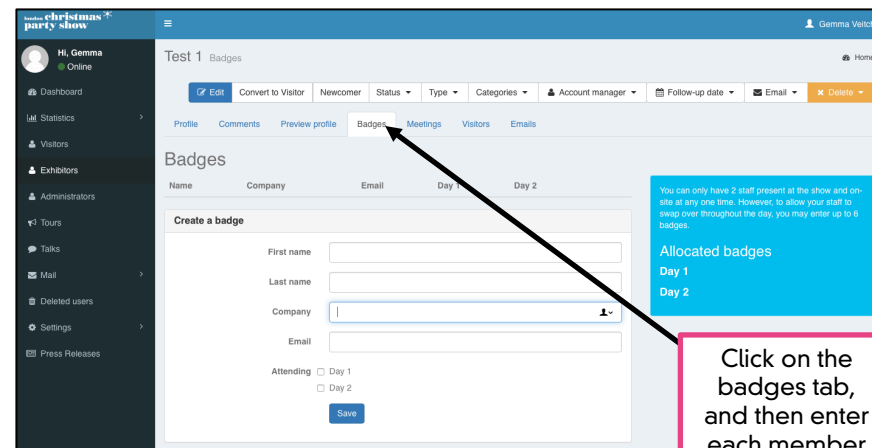 london christmas
party show
Gemma Veitch
Hi, Gemma
Online
Test 1 Badges
Home
Dashboard
Edit Convert to Visitor Newcomer Status Type Categories Account manager Follow-up date Email Delete
Statistics
Profile Comments Preview profile Badges Meetings Visitors Emails
Visitors
Badges
Exhibitors
Name Company Email Day 1 Day 2
Administrators
You can only have 2 staff present at the show and on-
site at any one time. However, to allow your staff to
swap over throughout the day, you may enter up to 6
badges.
Tours
Create a badge
Talks
First name
Allocated badges
Mail
Last name
Day 1
Deleted users
Day 2
Settings
Company
Press Releases
Email
Attending Day 1
Day 2
Save
Click on the
badges tab,
and then enter
each member